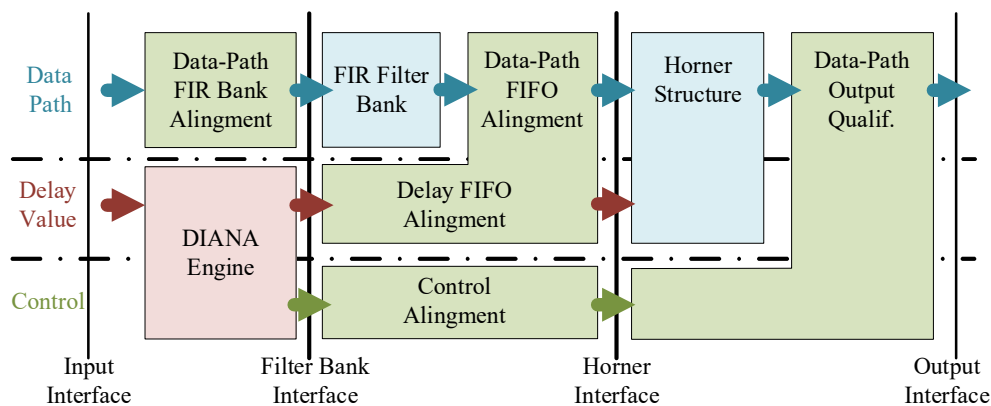 Data
Path
Data-Path
FIR Bank
Alingment
FIR Filter
Bank
Data-Path
FIFO
Alingment
Horner
Structure
Data-Path
Output
Qualif.
Delay
Value
DIANA
Engine
Delay FIFO
Alingment
Control
Control
Alingment
Input
Interface
Filter Bank
Interface
Horner
Interface
Output
Interface